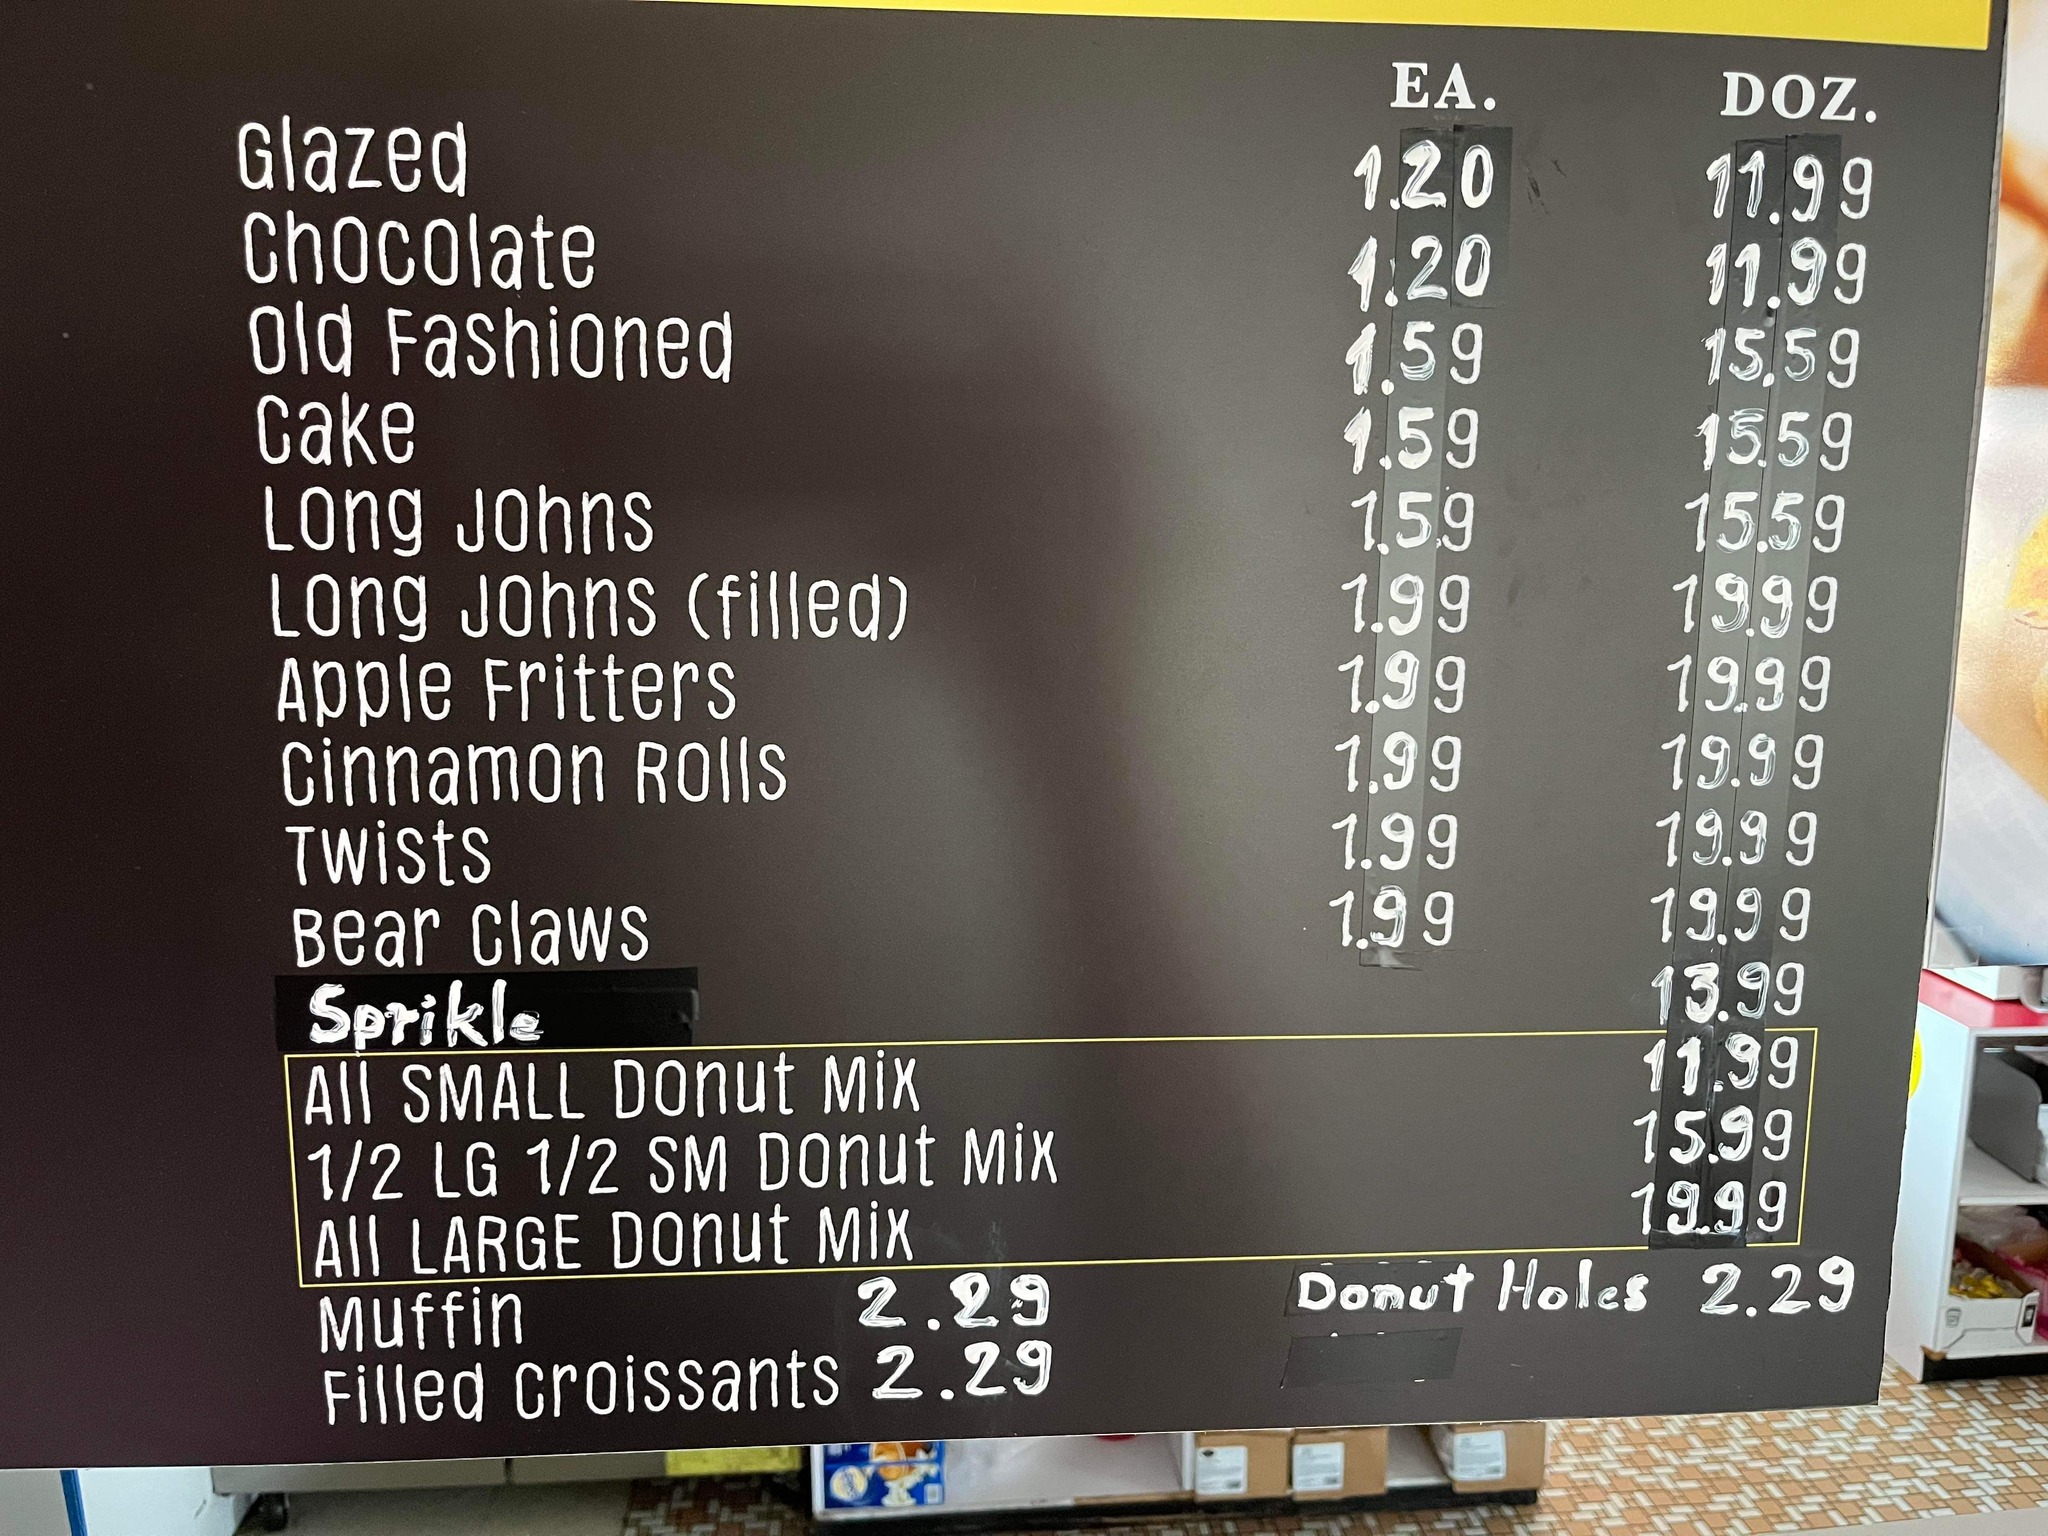 EA. DOZ.
Glazed 1.20 11.99
Chocolate 1.20 11.99
Old Fashioned 1.59 15.59
Cake 1.59 15.59
Long Johns 1.59 15.59
Long Johns (filled) 1.99 19.99
Apple Fritters 1.99 19.99
Cinnamon Rolls 1.99 19.99
Twists 1.99 19.99
Bear Claws 1.99 19.99
Sprikle 13.99
All SMALL Donut Mix 11.99
1/2 LG 1/2 SM Donut Mix 15.99
All LARGE Donut Mix 19.99
Muffin 2.29 Donut Holes 2.29
Filled Croissants 2.29